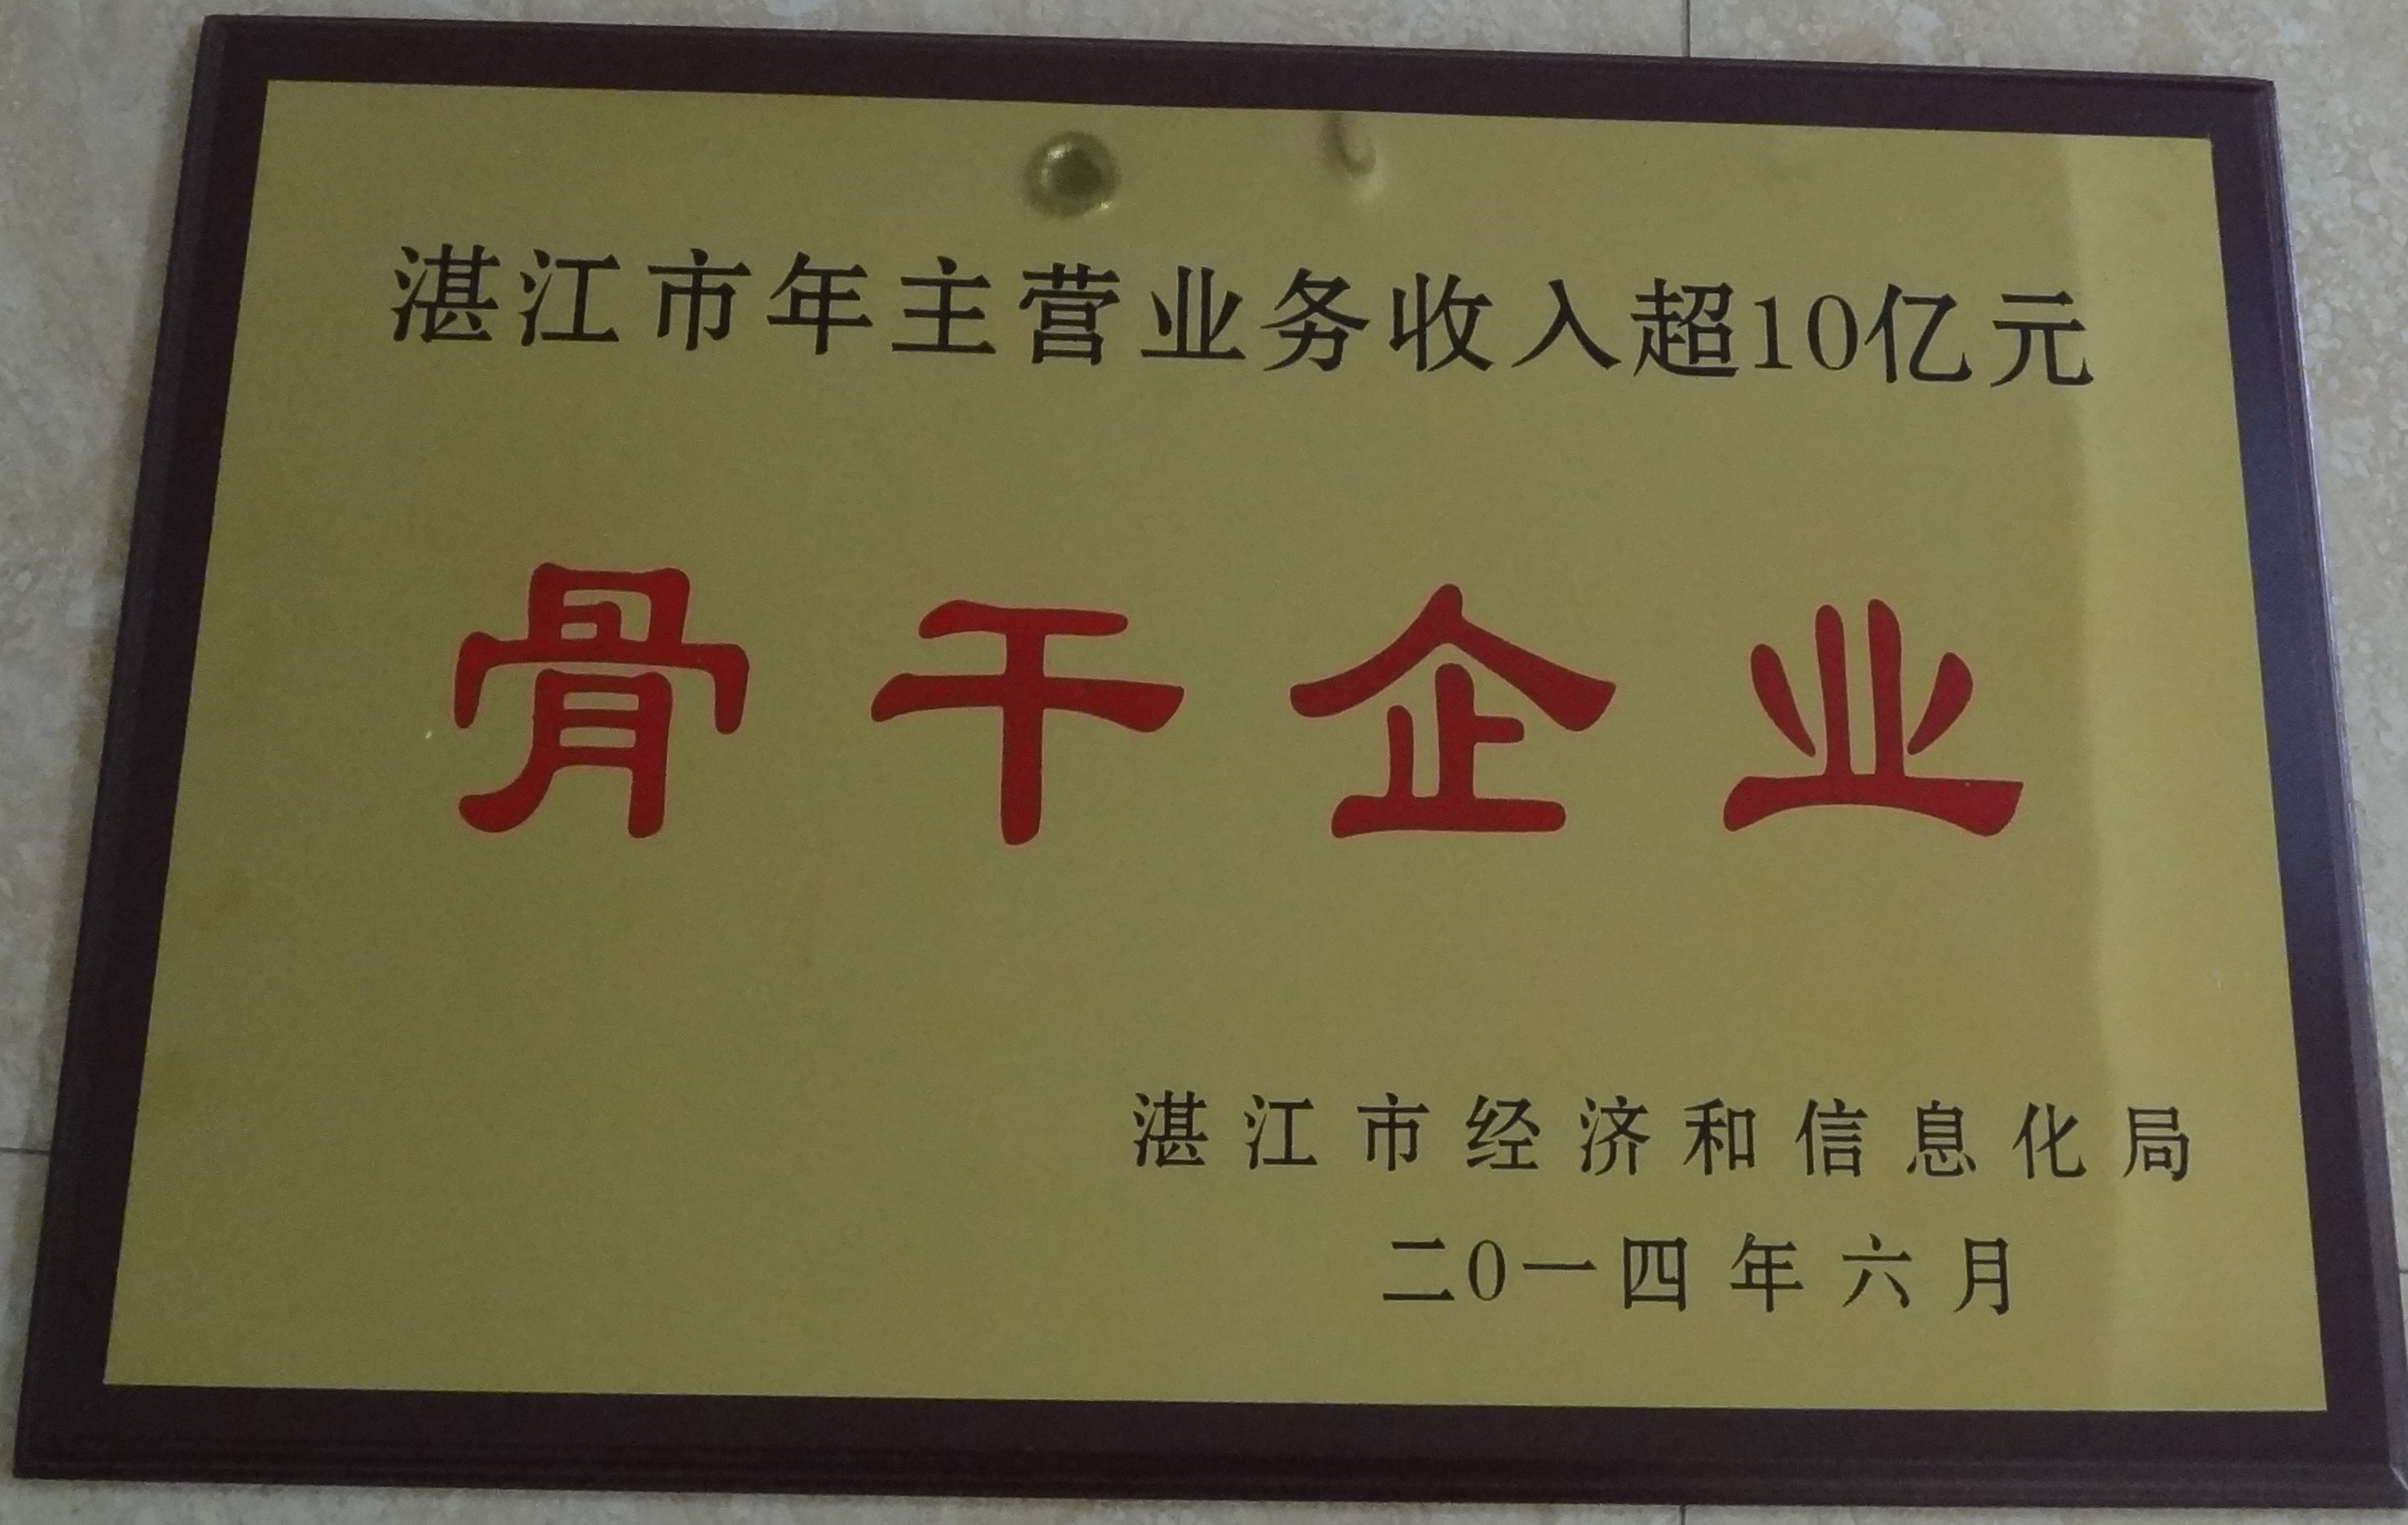 湛江市年主营业务收入超10亿元
骨干企业
湛江市经济和信息化局
二0一四年六月